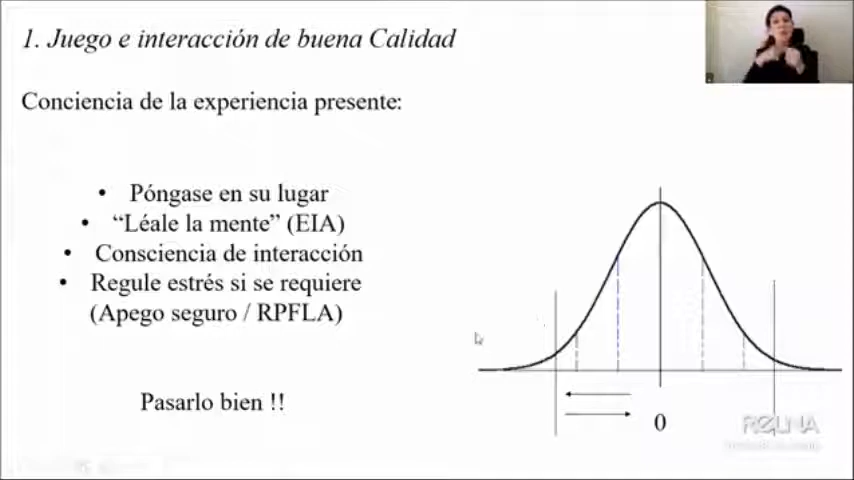 1. Juego e interacción de buena Calidad
Conciencia de la experiencia presente:
• Póngase en su lugar
• “Léale la mente” (EIA)
• Consciencia de interacción
• Regule estrés si se requiere
(Apego seguro / RPFLA)
Pasarlo bien !!
0